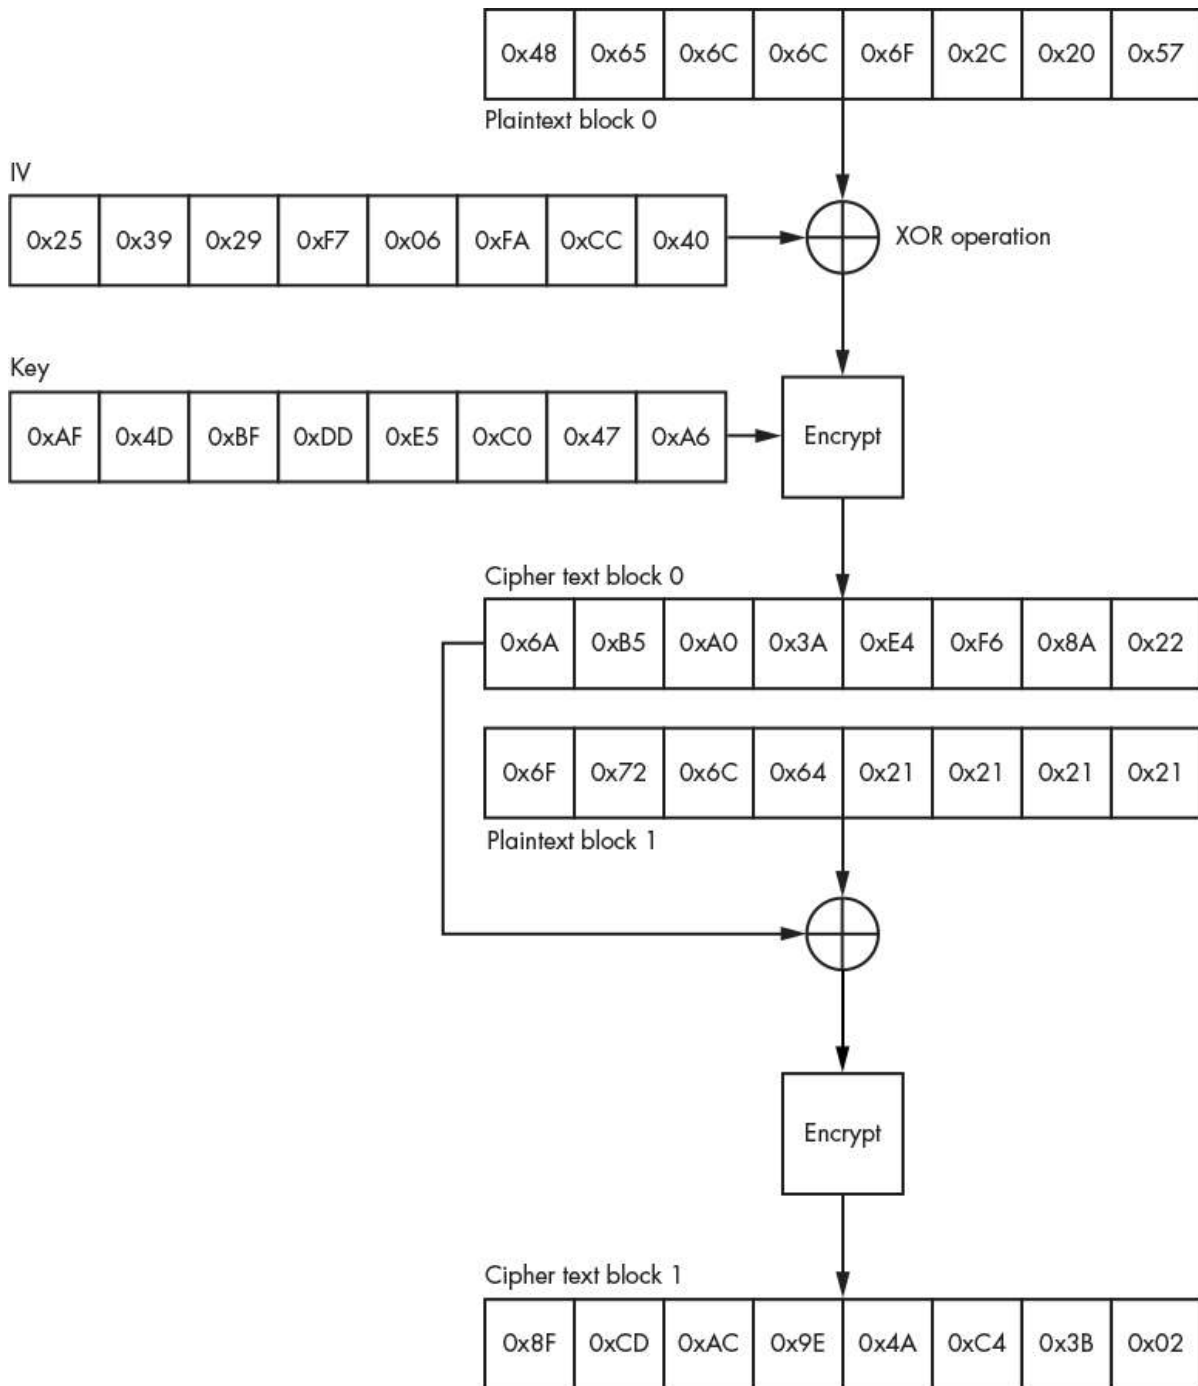 0x48 0x65 0x6C 0x6C 0x6F 0x2C 0x20 0x57
Plaintext block 0
IV
0x25 0x39 0x29 0xF7 0x06 0xFA 0xCC 0x40
XOR operation
Key
0xAF 0x4D 0xBF 0xDD 0xE5 0xC0 0x47 0xA6
Encrypt
Cipher text block 0
0x6A 0xB5 0xA0 0x3A 0xE4 0xF6 0x8A 0x22
0x6F 0x72 0x6C 0x64 0x21 0x21 0x21 0x21
Plaintext block 1
Encrypt
Cipher text block 1
0x8F 0xCD 0xAC 0x9E 0x4A 0xC4 0x3B 0x02